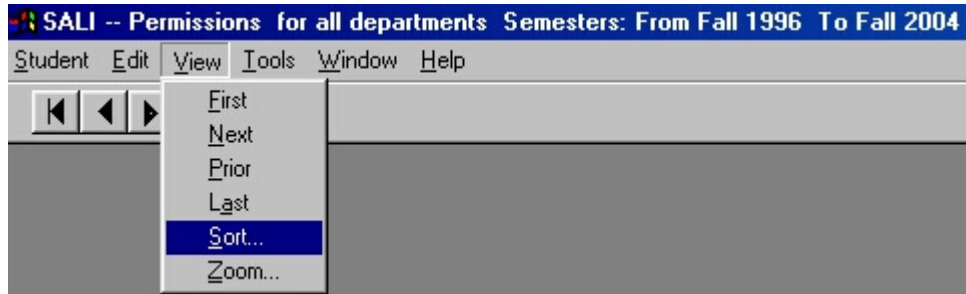 SALI -- Permissions for all departments Semesters: From Fall 1996 To Fall 2004
Student Edit View Tools Window Help
First
Next
Prior
Last
Sort...
Zoom...